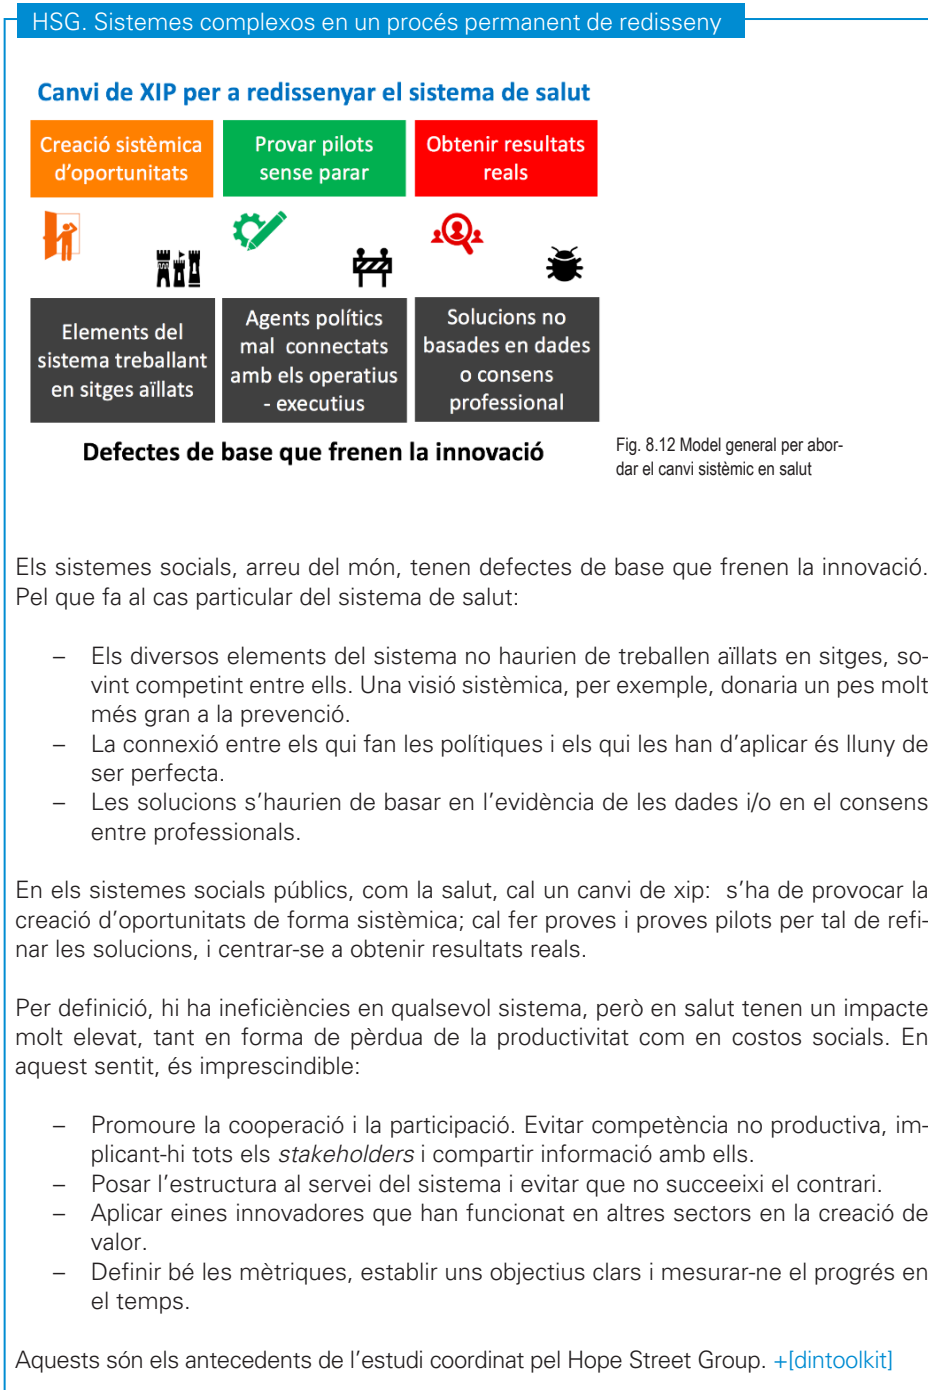 HSG. Sistemes complexos en un procés permanent de redisseny
Canvi de XIP per a redissenyar el sistema de salut
Creació sistèmica
d’oportunitats
Provar pilots
sense parar
Obtenir resultats
reals
Elements del
sistema treballant
en sitges aïllats
Agents polítics
mal connectats
amb els operatius
- executius
Solucions no
basades en dades
o consens
professional
Defectes de base que frenen la innovació
Fig. 8.12 Model general per abor-
dar el canvi sistèmic en salut
Els sistemes socials, arreu del món, tenen defectes de base que frenen la innovació.
Pel que fa al cas particular del sistema de salut:
– Els diversos elements del sistema no haurien de treballen aïllats en sitges, so-
vint competint entre ells. Una visió sistèmica, per exemple, donaria un pes molt
més gran a la prevenció.
– La connexió entre els qui fan les polítiques i els qui les han d’aplicar és lluny de
ser perfecta.
– Les solucions s’haurien de basar en l’evidència de les dades i/o en el consens
entre professionals.
En els sistemes socials públics, com la salut, cal un canvi de xip: s’ha de provocar la
creació d’oportunitats de forma sistèmica; cal fer proves i proves pilots per tal de refi-
nar les solucions, i centrar-se a obtenir resultats reals.
Per definició, hi ha ineficiències en qualsevol sistema, però en salut tenen un impacte
molt elevat, tant en forma de pèrdua de la productivitat com en costos socials. En
aquest sentit, és imprescindible:
– Promoure la cooperació i la participació. Evitar competència no productiva, im-
plicant-hi tots els stakeholders i compartir informació amb ells.
– Posar l’estructura al servei del sistema i evitar que no succeeixi el contrari.
– Aplicar eines innovadores que han funcionat en altres sectors en la creació de
valor.
– Definir bé les mètriques, establir uns objectius clars i mesurar-ne el progrés en
el temps.
Aquests són els antecedents de l’estudi coordinat pel Hope Street Group. +[dintoolkit]